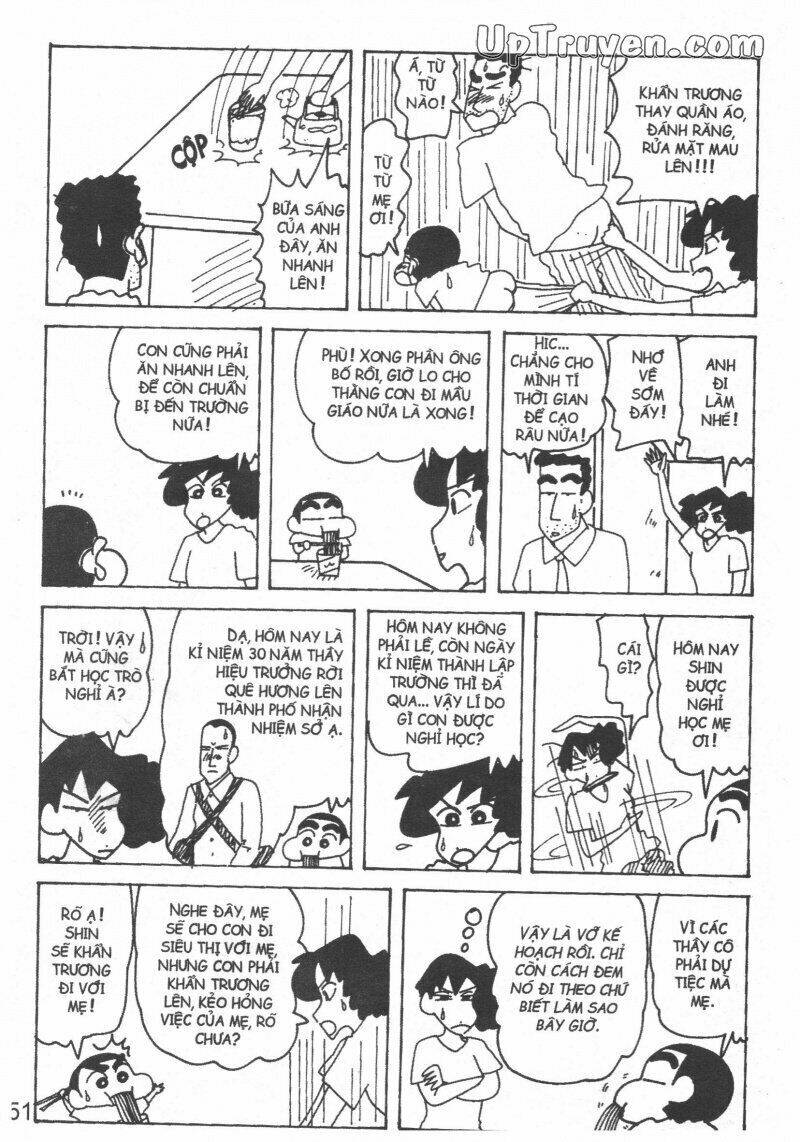 UpTruyen.com
KHẨN TRƯƠNG
THAY QUẦN ÁO,
ĐÁNH RĂNG,
RỬA MẶT MAU
LÊN!!!
Á, TỪ
TỪ
NÀO!
TỪ
TỪ
MẸ
ƠI!
CỘP
BỮA SÁNG
CỦA ANH
ĐÂY, ĂN
NHANH
LÊN!
ANH
ĐI
LÀM
NHÉ!
NHỚ
VỀ
SỚM
ĐẤY!
HIC...
CHẲNG CHO
MÌNH TÍ
THỜI GIAN
ĐỂ CẠO
RÂU NỮA!
PHÙ! XONG PHẦN ÔNG
BỐ RỒI, GIỜ LO CHO
THẰNG CON ĐI MẪU
GIÁO NỮA LÀ XONG!
CON CŨNG PHẢI
ĂN NHANH LÊN,
ĐỂ CÒN CHUẨN
BỊ ĐẾN TRƯỜNG
NỮA!
HÔM NAY
SHIN
ĐƯỢC
NGHỈ
HỌC MẸ
ƠI!
CÁI
GÌ?
HÔM NAY KHÔNG
PHẢI LỄ, CÒN NGÀY
KỈ NIỆM THÀNH LẬP
TRƯỜNG THÌ ĐÃ
QUA... VẬY LÍ DO
GÌ CON ĐƯỢC
NGHỈ HỌC?
DẠ, HÔM NAY LÀ
KỈ NIỆM 30 NĂM THẦY
HIỆU TRƯỞNG RỜI
QUÊ HƯƠNG LÊN
THÀNH PHỐ NHẬN
NHIỆM SỞ Ạ.
TRỜI! VẬY
MÀ CŨNG
BẮT HỌC TRÒ
NGHỈ À?
VÌ CÁC
THẦY CÔ
PHẢI DỰ
TIỆC MÀ
MẸ.
VẬY LÀ VỠ KẾ
HOẠCH RỒI. CHỈ
CÒN CÁCH ĐEM
NÓ ĐI THEO CHỨ
BIẾT LÀM SAO
BÂY GIỜ.
NGHE ĐÂY, MẸ
SẼ CHO CON ĐI
SIÊU THỊ VỚI MẸ,
NHƯNG CON PHẢI
KHẨN TRƯƠNG
LÊN, KẺO HỎNG
VIỆC CỦA MẸ, RÕ
CHƯA?
RÕ Ạ!
SHIN
SẼ KHẨN
TRƯƠNG
ĐI VỚI
MẸ!
51